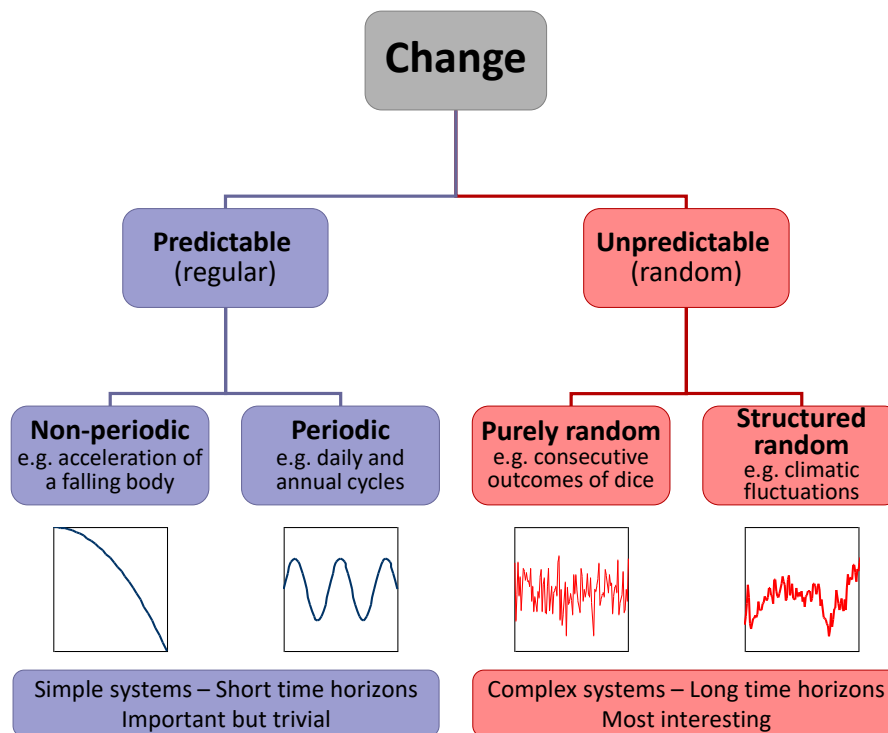 Change
Predictable
(regular)
Unpredictable
(random)
Non-periodic
e.g. acceleration of
a falling body
Periodic
e.g. daily and
annual cycles
Purely random
e.g. consecutive
outcomes of dice
Structured
random
e.g. climatic
fluctuations
Simple systems – Short time horizons
Important but trivial
Complex systems – Long time horizons
Most interesting